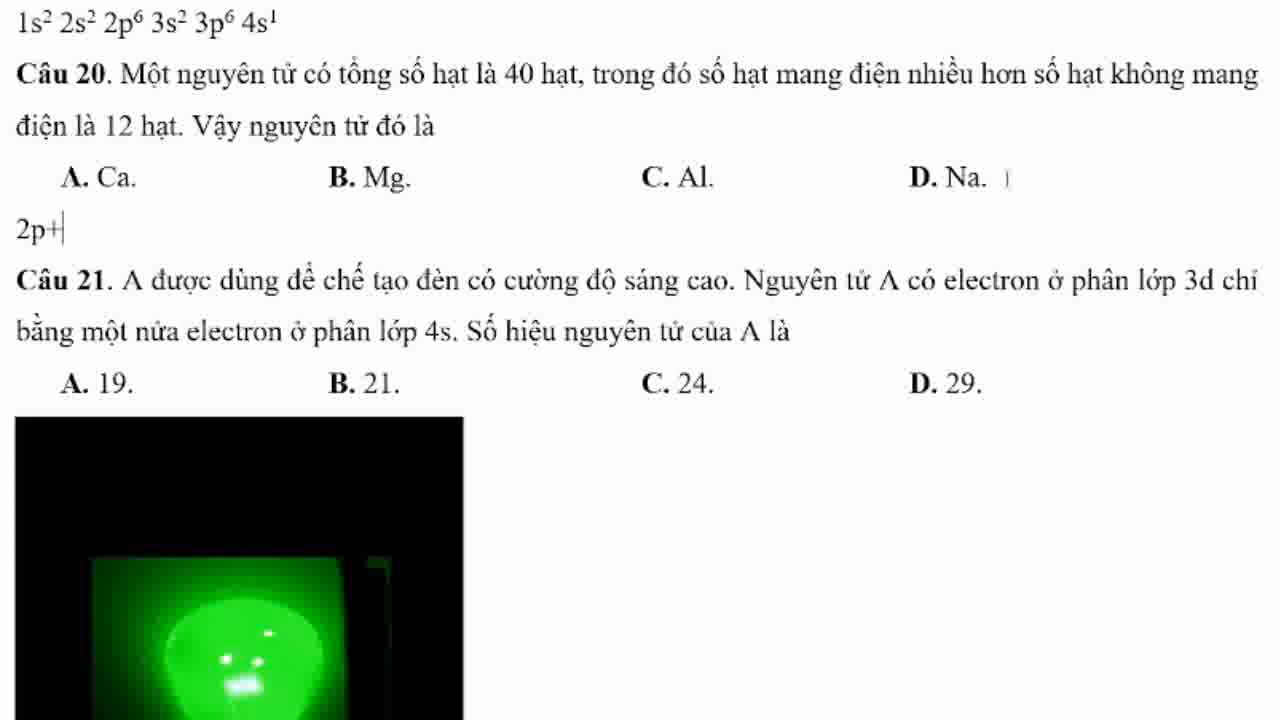 1s² 2s² 2p⁶ 3s² 3p⁶ 4s¹
Câu 20. Một nguyên tử có tổng số hạt là 40 hạt, trong đó số hạt mang điện nhiều hơn số hạt không mang
điện là 12 hạt. Vậy nguyên tử đó là
A. Ca. B. Mg. C. Al. D. Na.
2p+
Câu 21. A được dùng để chế tạo đèn có cường độ sáng cao. Nguyên tử A có electron ở phân lớp 3d chỉ
bằng một nửa electron ở phân lớp 4s. Số hiệu nguyên tử của A là
A. 19. B. 21. C. 24. D. 29.